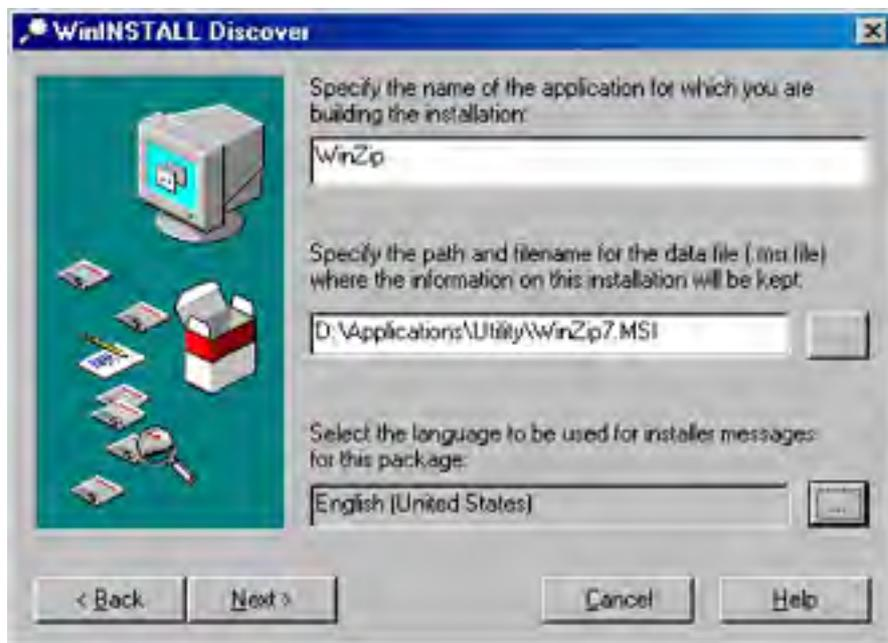 WinINSTALL Discover
Specify the name of the application for which you are
building the installation:
WinZip
Specify the path and filename for the data file (.msi file)
where the information on this installation will be kept:
D:\Applications\Utility\WinZip7.MSI
Select the language to be used for installer messages
for this package:
English (United States)
...
< Back
Next >
Cancel
Help